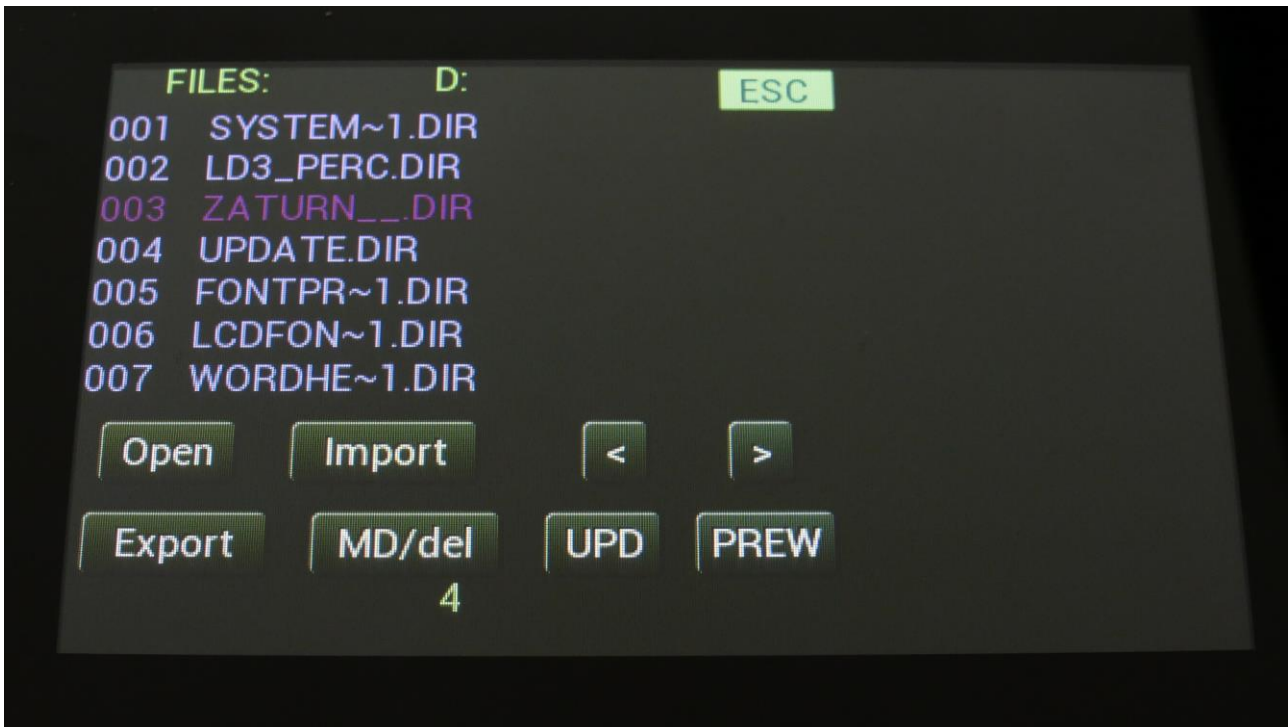 FILES: D: ESC
001 SYSTEM~1.DIR
002 LD3_PERC.DIR
003 ZATURN__.DIR
004 UPDATE.DIR
005 FONTPR~1.DIR
006 LCDFON~1.DIR
007 WORDHE~1.DIR
Open Import < >
Export MD/del UPD PREW
4